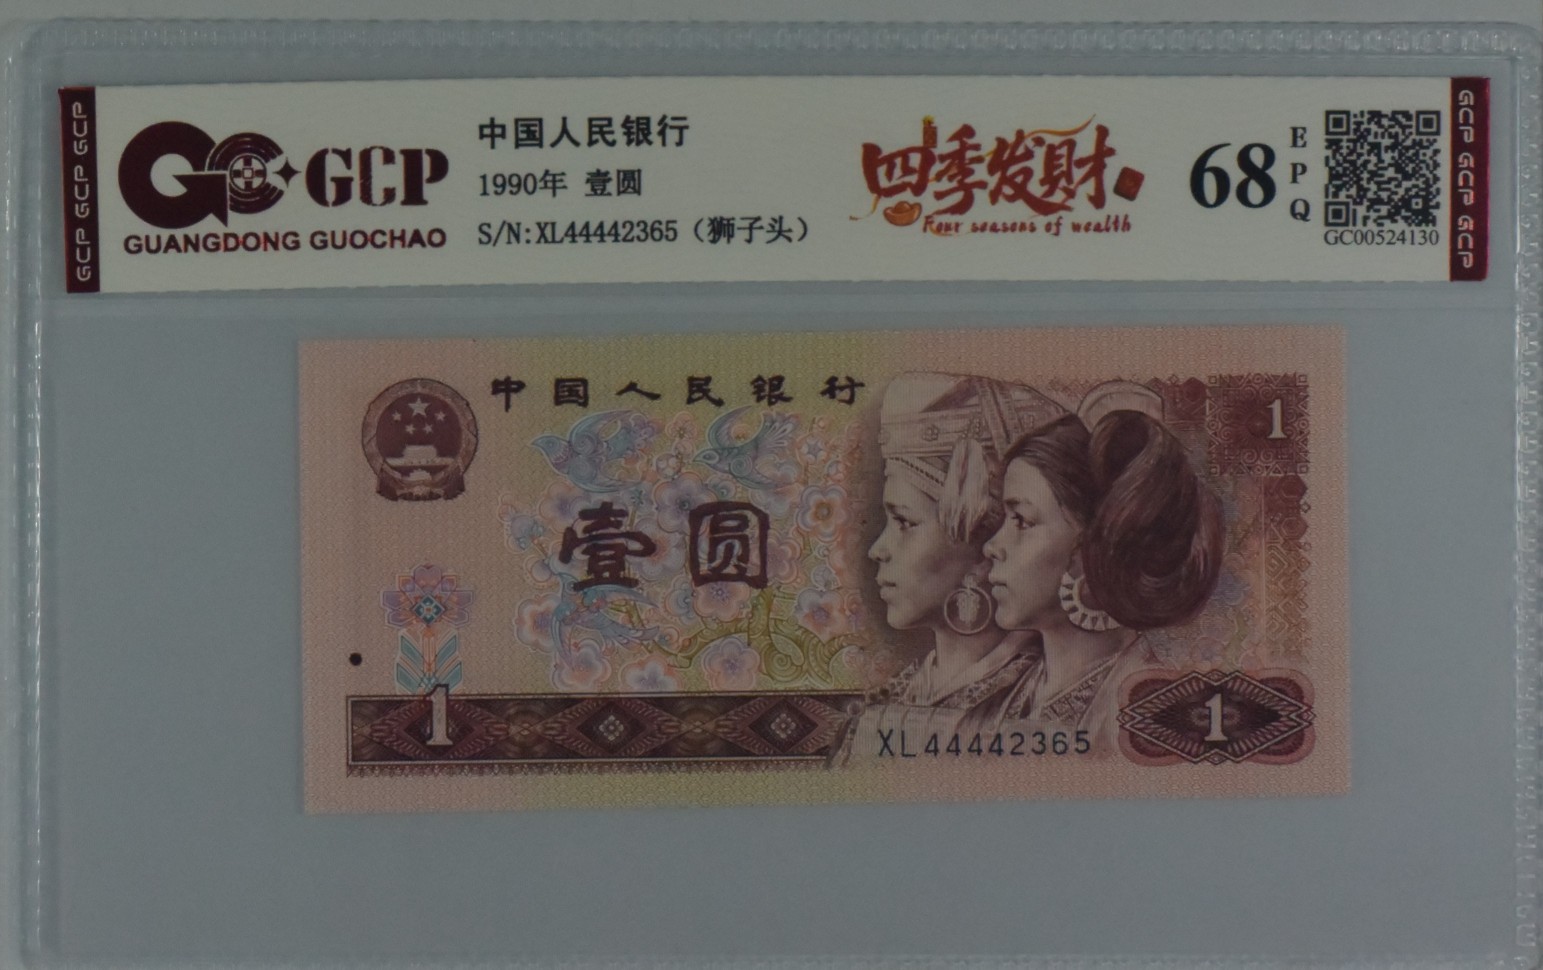 GCP GCP GCP
GCP
GUANGDONG GUOCHAO
中国人民银行
1990年 壹圆
S/N:XL44442365（狮子头）
四季发财
Four seasons of wealth
68
EPQ
GC00524130
GCP GCP GCP
中国人民银行
1
壹圆
1
XL44442365
1